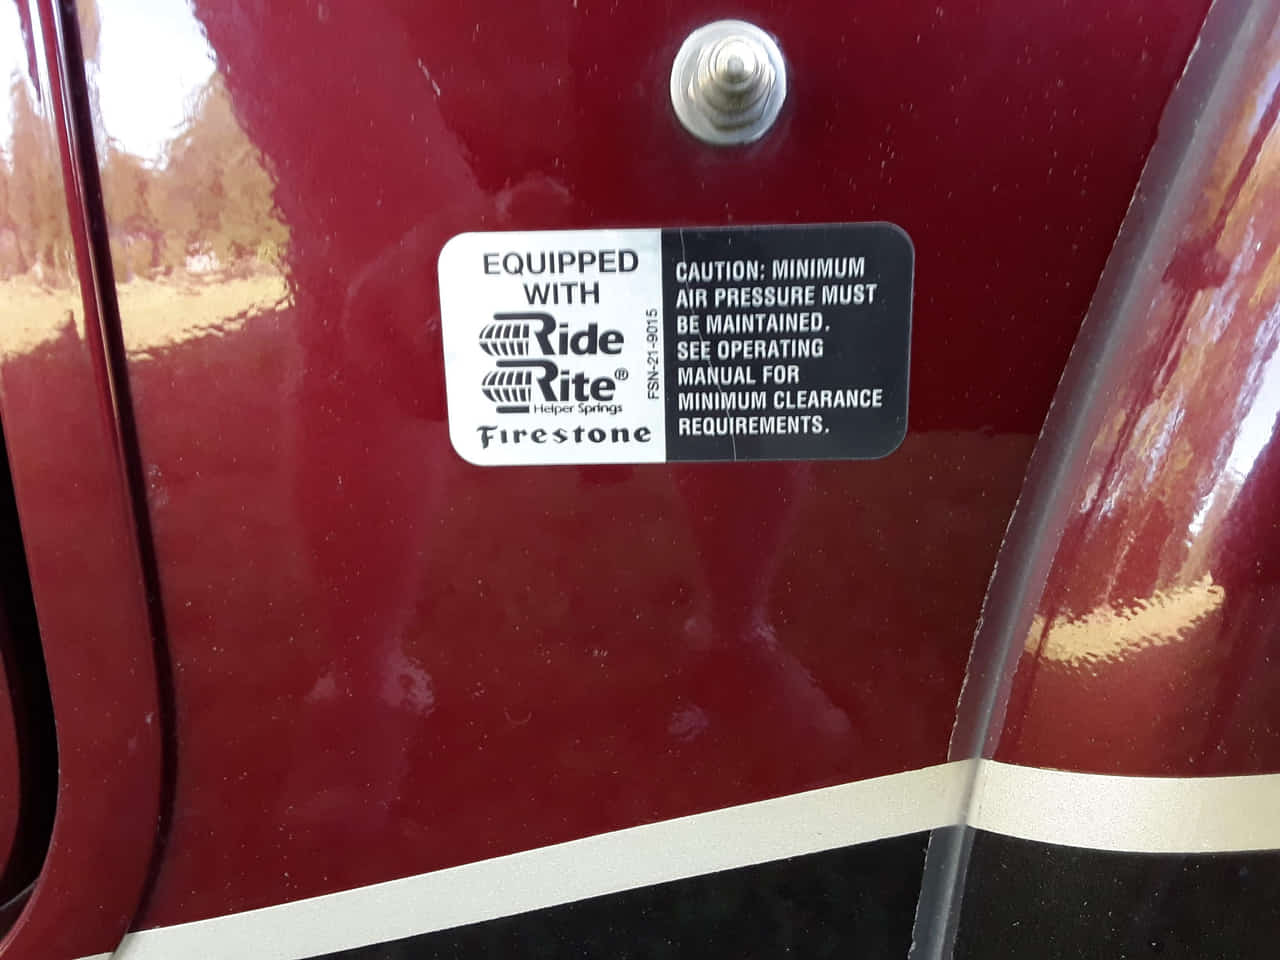 EQUIPPED
WITH
Ride
Rite®
Helper Springs
Firestone
FSN-21-9015
CAUTION: MINIMUM
AIR PRESSURE MUST
BE MAINTAINED.
SEE OPERATING
MANUAL FOR
MINIMUM CLEARANCE
REQUIREMENTS.